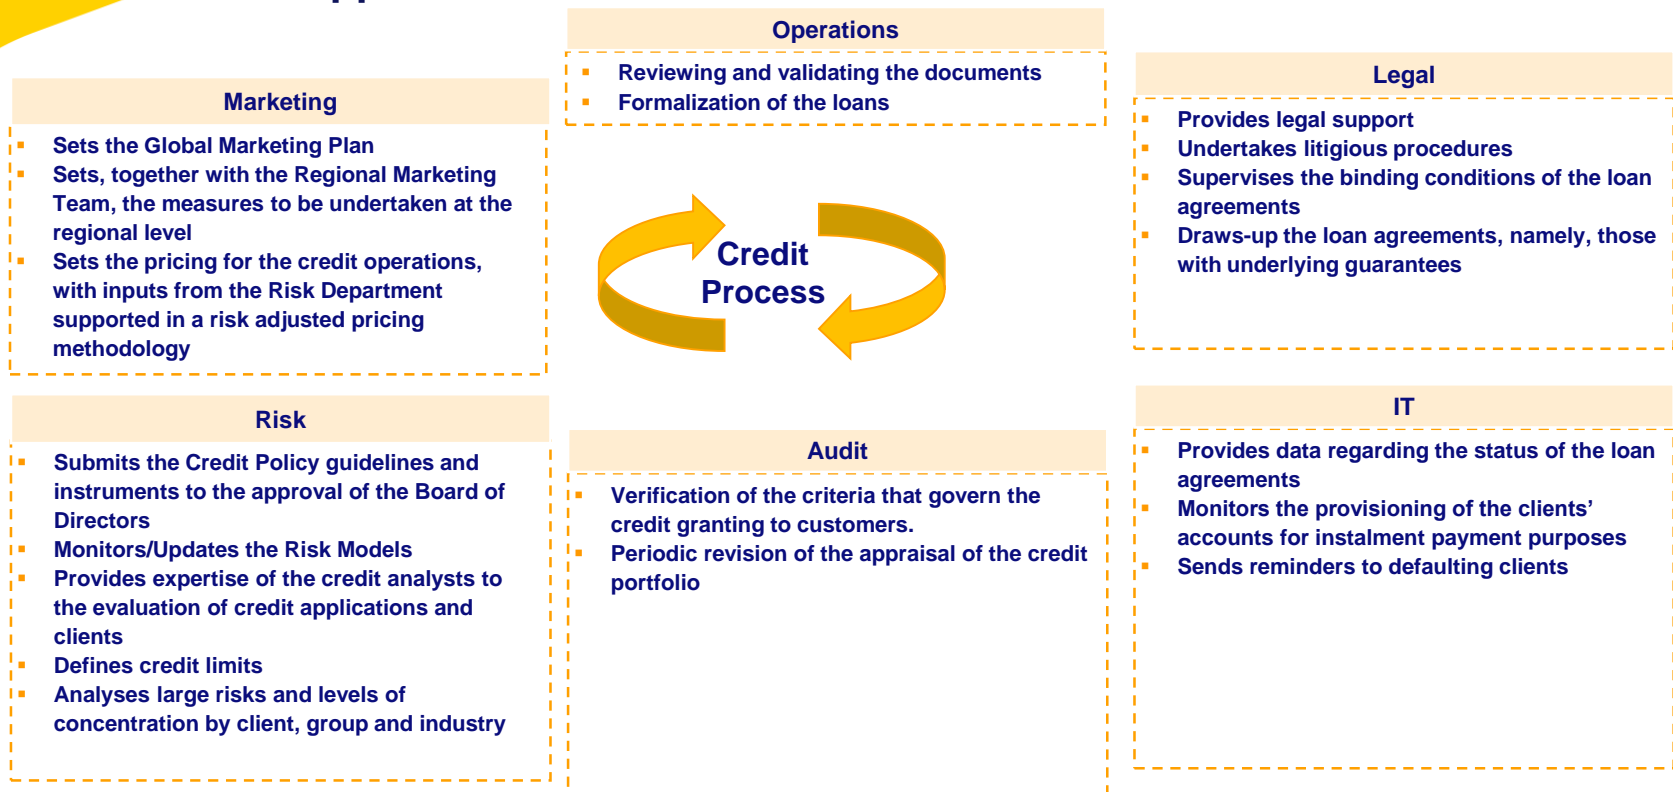 Operations
Reviewing and validating the documents
Formalization of the loans
Marketing
Sets the Global Marketing Plan
Sets, together with the Regional Marketing
Team, the measures to be undertaken at the
regional level
Sets the pricing for the credit operations,
with inputs from the Risk Department
supported in a risk adjusted pricing
methodology
Legal
Provides legal support
Undertakes litigious procedures
Supervises the binding conditions of the loan
agreements
Draws-up the loan agreements, namely, those
with underlying guarantees
Credit
Process
Risk
Submits the Credit Policy guidelines and
instruments to the approval of the Board of
Directors
Monitors/Updates the Risk Models
Provides expertise of the credit analysts to
the evaluation of credit applications and
clients
Defines credit limits
Analyses large risks and levels of
concentration by client, group and industry
Audit
Verification of the criteria that govern the
credit granting to customers.
Periodic revision of the appraisal of the credit
portfolio
IT
Provides data regarding the status of the loan
agreements
Monitors the provisioning of the clients’
accounts for instalment payment purposes
Sends reminders to defaulting clients